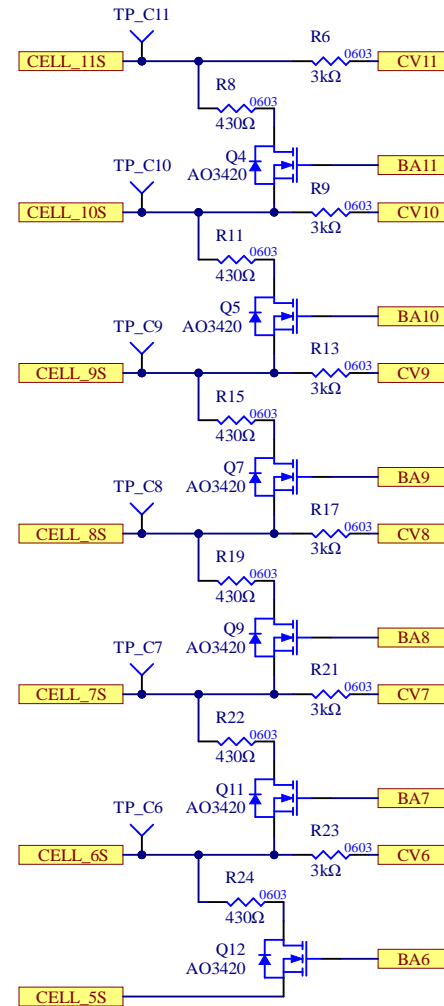 TP_C11
R6
CELL_11S
0603
CV11
3kΩ
R8
0603
430Ω
Q4
AO3420
BA11
TP_C10
R9
CELL_10S
0603
CV10
3kΩ
R11
0603
430Ω
Q5
AO3420
BA10
TP_C9
R13
CELL_9S
0603
CV9
3kΩ
R15
0603
430Ω
Q7
AO3420
BA9
TP_C8
R17
CELL_8S
0603
CV8
3kΩ
R19
0603
430Ω
Q9
AO3420
BA8
TP_C7
R21
CELL_7S
0603
CV7
3kΩ
R22
0603
430Ω
Q11
AO3420
BA7
TP_C6
R23
CELL_6S
0603
CV6
3kΩ
R24
0603
430Ω
Q12
AO3420
BA6
CELL_5S